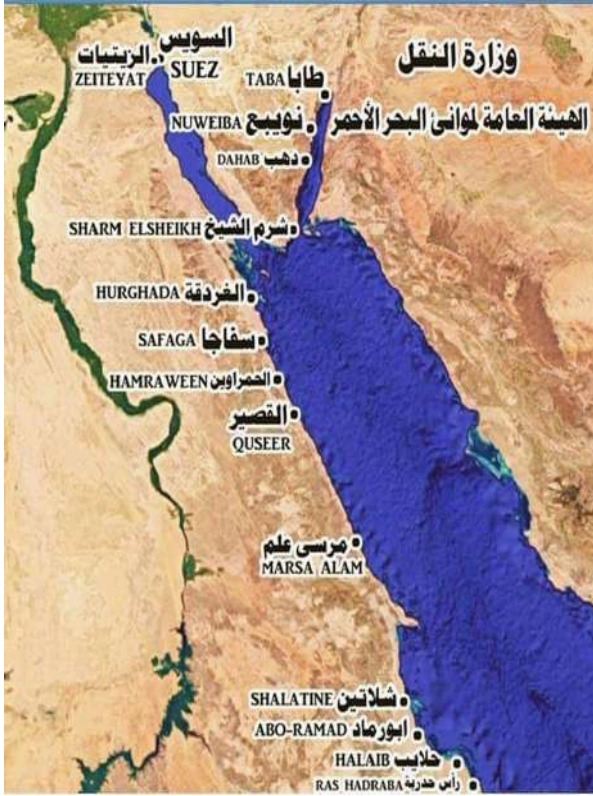 السويس
الزيتيات
SUEZ
ZEITEYAT
وزارة النقل
الهيئة العامة لموانئ البحر الأحمر
TABA طابا
NUWEIBA نويبع
DAHAB دهب
SHARM ELSHEIKH شرم الشيخ
HURGHADA الغردقة
SAFAGA سفاجا
HAMRAWEEN الحمراوين
القصير
QUSEER
مرسى علم
MARSA ALAM
SHALATINE شلاتين
ABO-RAMAD ابورماد
HALAIB حلايب
RAS HADRABA رأس حدربة